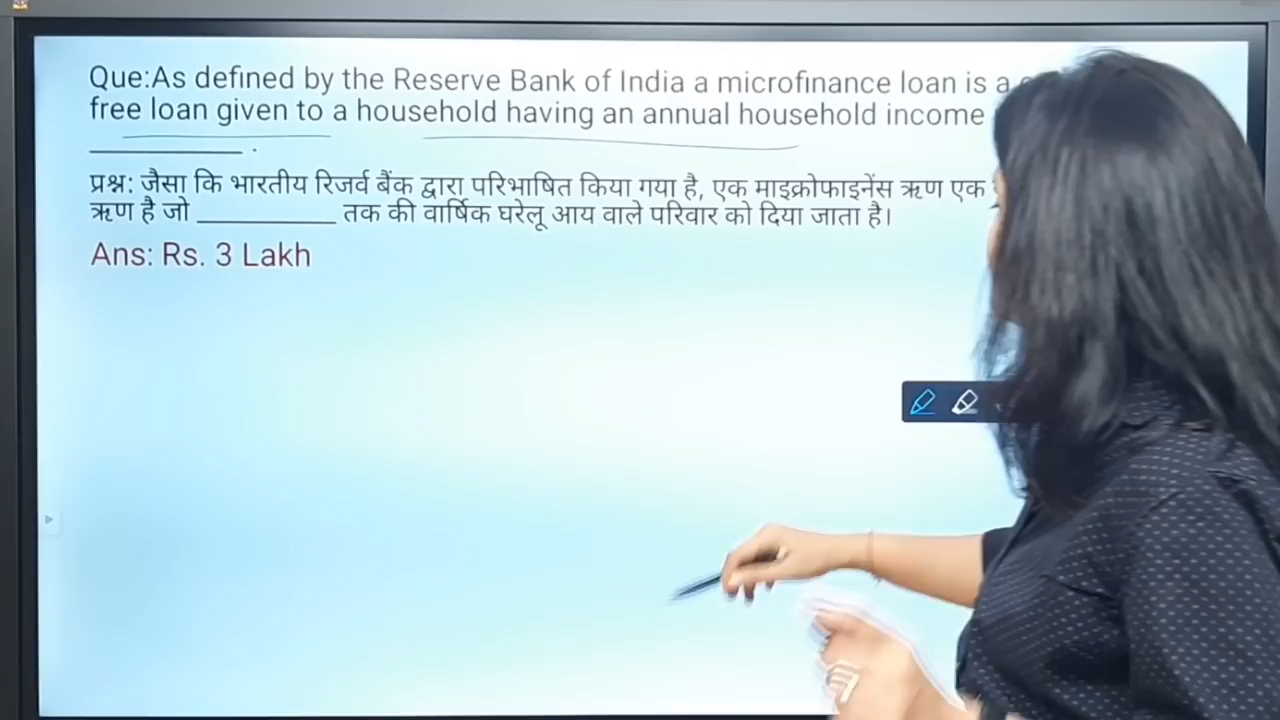 Que:As defined by the Reserve Bank of India a microfinance loan is a
free loan given to a household having an annual household income
____________ .
प्रश्न: जैसा कि भारतीय रिजर्व बैंक द्वारा परिभाषित किया गया है, एक माइक्रोफाइनेंस ऋण एक
ऋण है जो ____________ तक की वार्षिक घरेलू आय वाले परिवार को दिया जाता है।
Ans: Rs. 3 Lakh